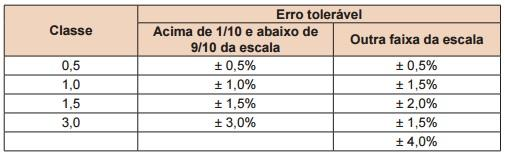 Classe Erro tolerável
Acima de 1/10 e abaixo de 9/10 da escala Outra faixa da escala
0,5 ± 0,5% ± 0,5%
1,0 ± 1,0% ± 1,5%
1,5 ± 1,5% ± 2,0%
3,0 ± 3,0% ± 1,5%
± 4,0%